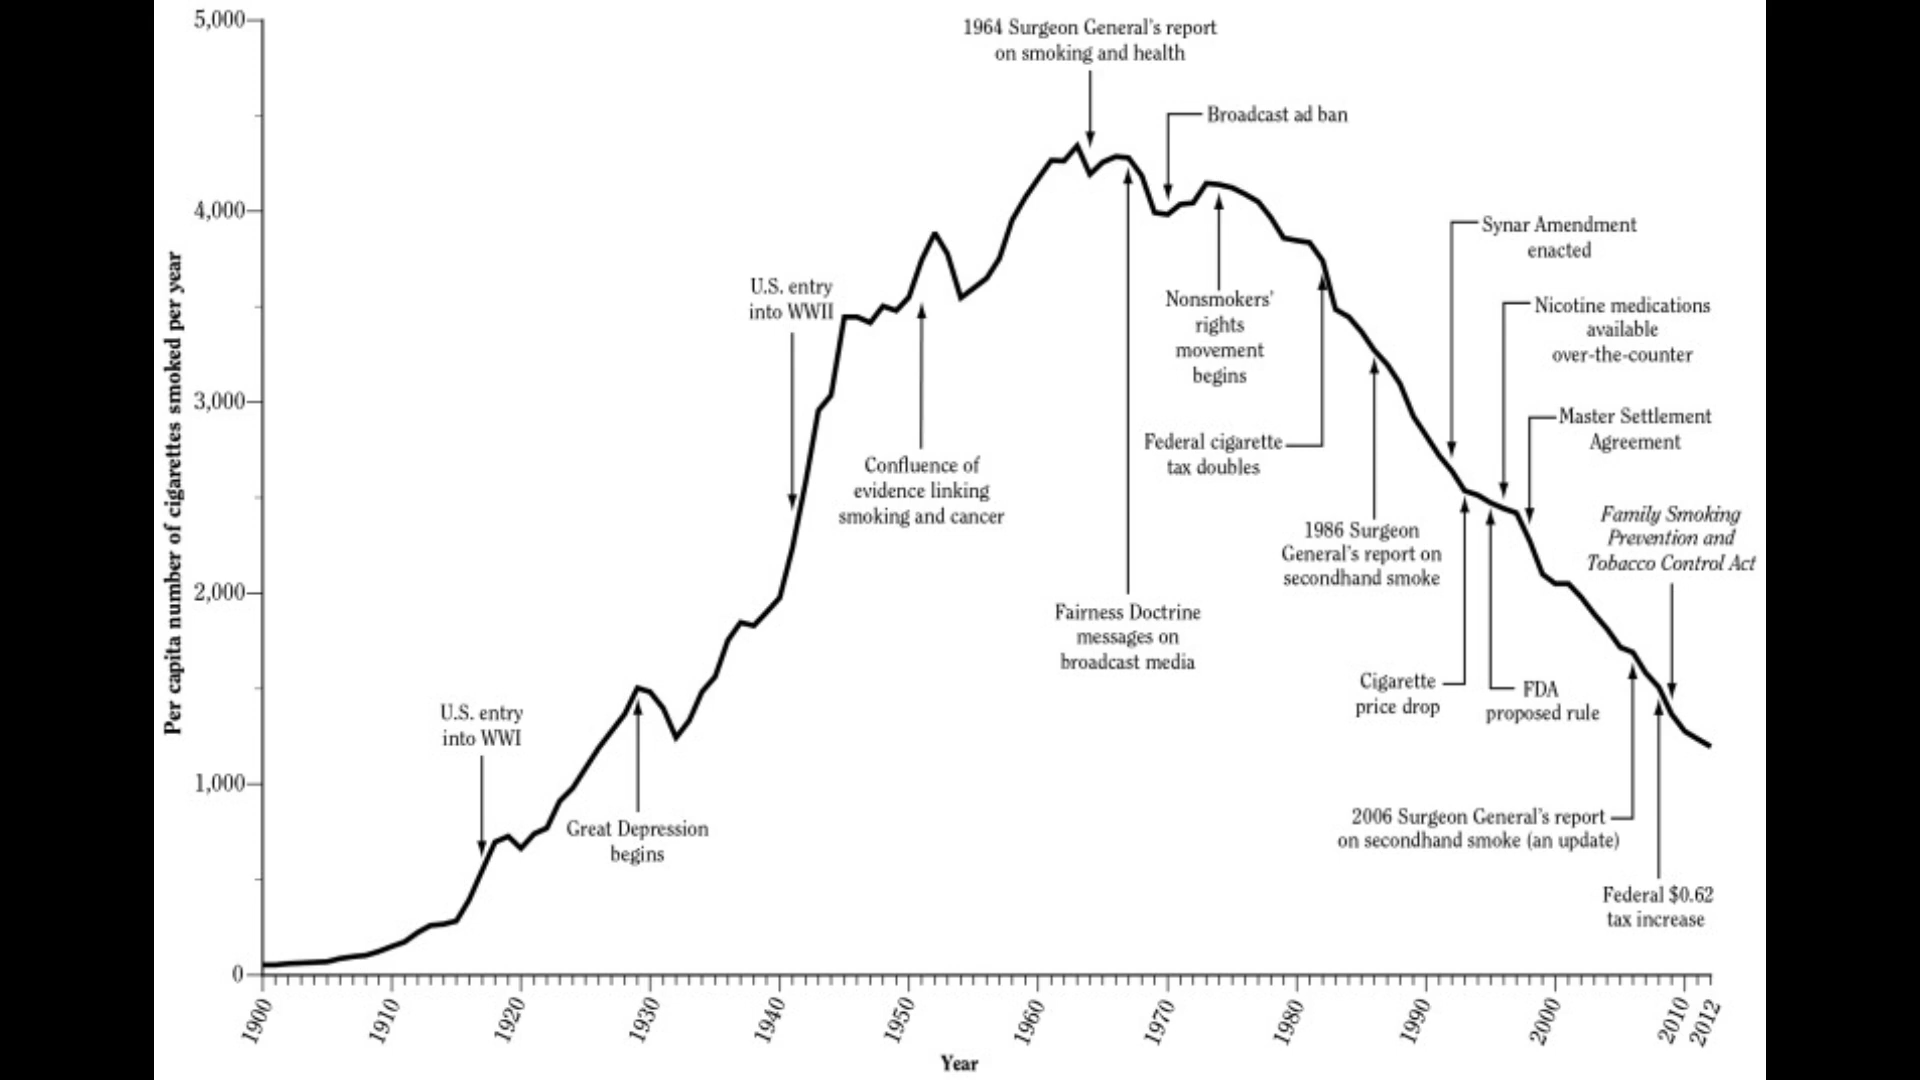 5,000
4,000
3,000
2,000
1,000
0
Per capita number of cigarettes smoked per year
1964 Surgeon General's report
on smoking and health
Broadcast ad ban
U.S. entry
into WWII
Synar Amendment
enacted
Nonsmokers'
rights
movement
begins
Nicotine medications
available
over-the-counter
Master Settlement
Agreement
Federal cigarette
tax doubles
Confluence of
evidence linking
smoking and cancer
1986 Surgeon
General's report on
secondhand smoke
Family Smoking
Prevention and
Tobacco Control Act
Fairness Doctrine
messages on
broadcast media
Cigarette
price drop
FDA
proposed rule
U.S. entry
into WWI
Great Depression
begins
2006 Surgeon General's report
on secondhand smoke (an update)
Federal $0.62
tax increase
1900
1910
1920
1930
1940
1950
1960
1970
1980
1990
2000
2010
2012
Year